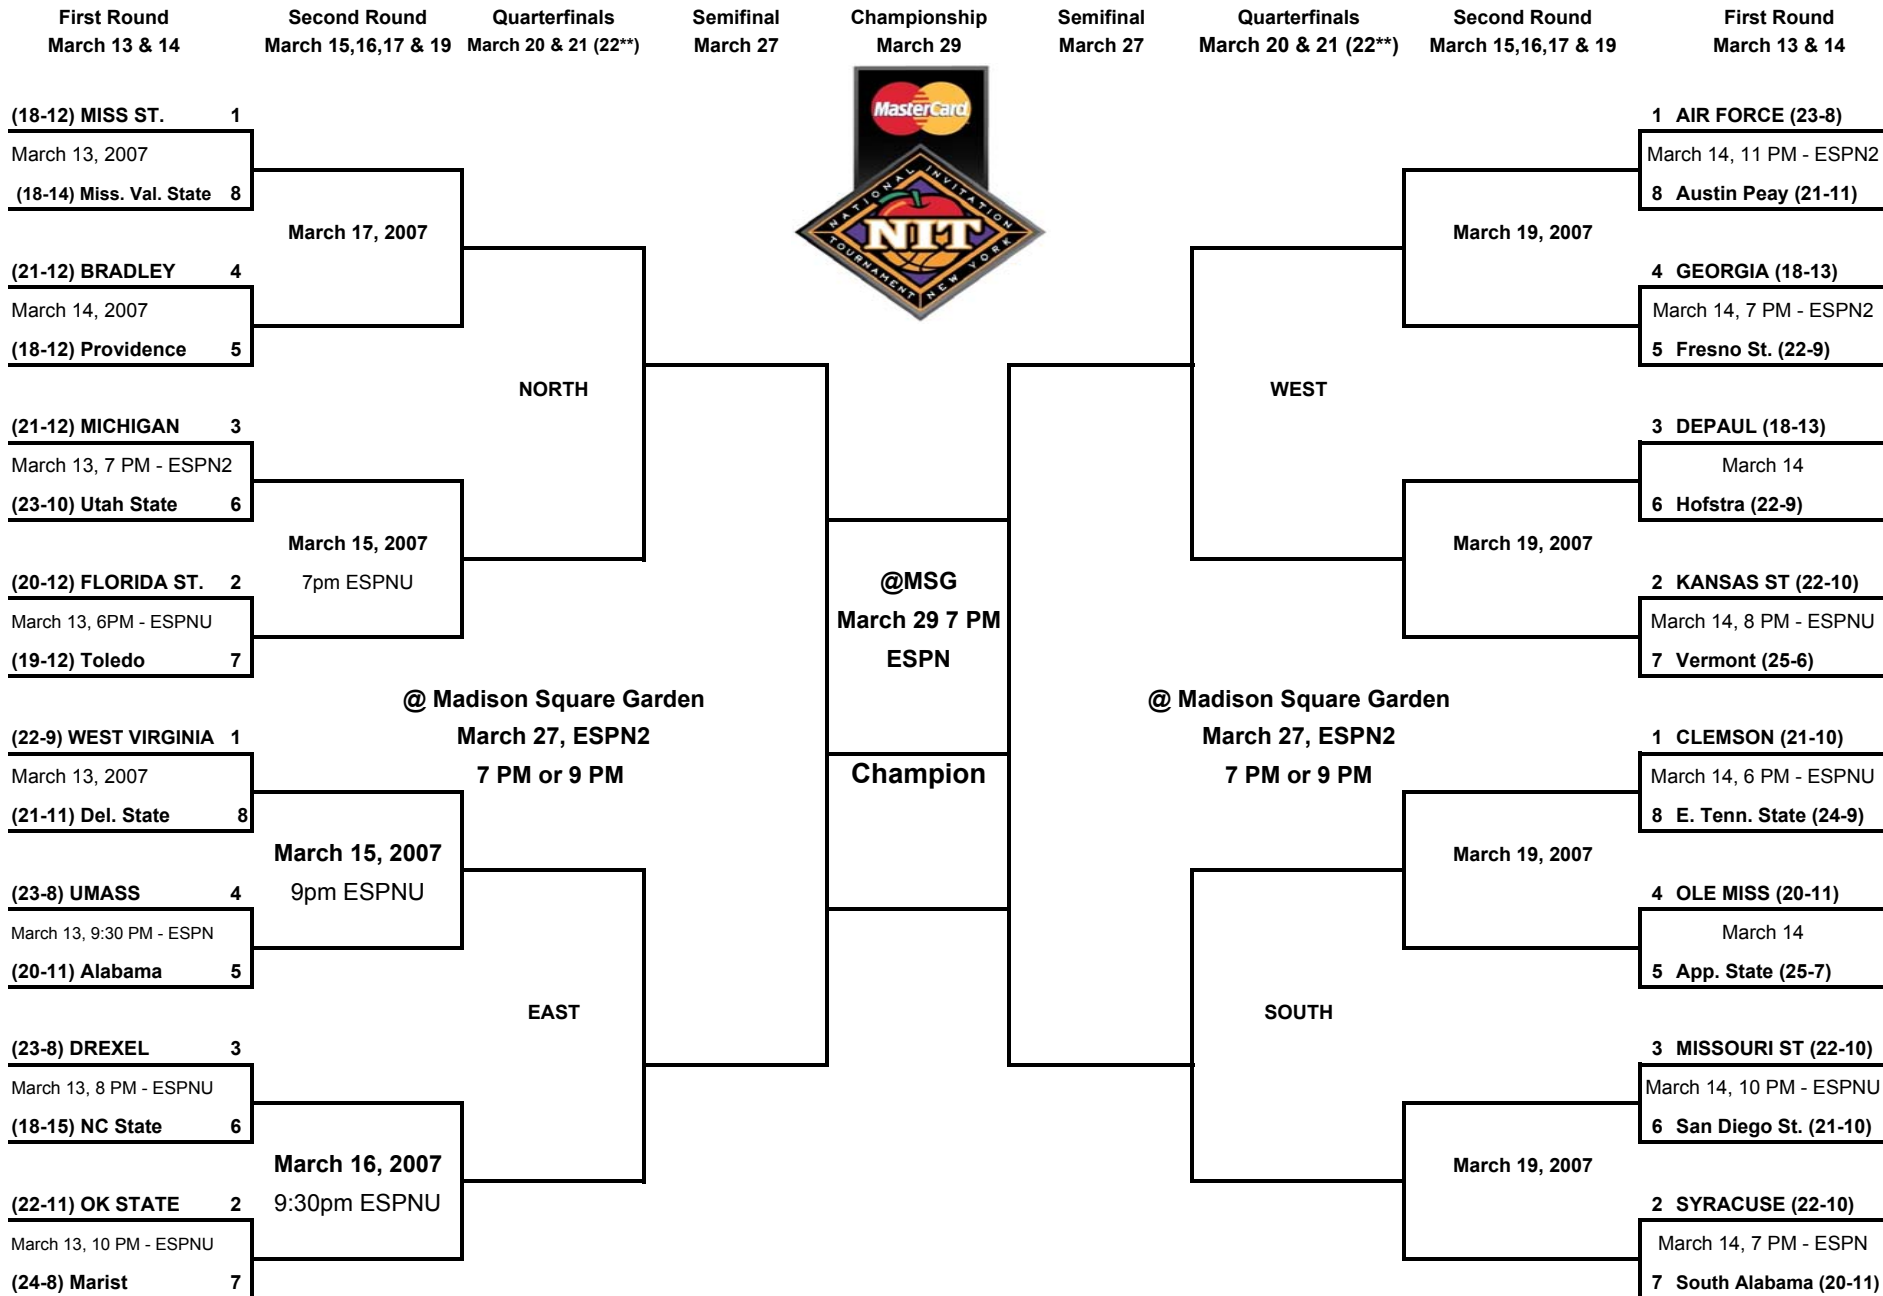 First Round Second Round Quarterfinals Semifinal Championship Semifinal Quarterfinals Second Round First Round
March 13 & 14 March 15,16,17 & 19 March 20 & 21 (22**) March 27 March 29 March 27 March 20 & 21 (22**) March 15,16,17 & 19 March 13 & 14
MasterCard
NATIONAL INVITATION
NIT
TOURNAMENT NEW YORK
(18-12) MISS ST. 1
March 13, 2007
(18-14) Miss. Val. State 8
March 17, 2007
(21-12) BRADLEY 4
March 14, 2007
(18-12) Providence 5
NORTH
(21-12) MICHIGAN 3
March 13, 7 PM - ESPN2
(23-10) Utah State 6
March 15, 2007
7pm ESPNU
(20-12) FLORIDA ST. 2
March 13, 6PM - ESPNU
(19-12) Toledo 7
@ Madison Square Garden
March 27, ESPN2
7 PM or 9 PM
(22-9) WEST VIRGINIA 1
March 13, 2007
(21-11) Del. State 8
March 15, 2007
9pm ESPNU
(23-8) UMASS 4
March 13, 9:30 PM - ESPN
(20-11) Alabama 5
EAST
(23-8) DREXEL 3
March 13, 8 PM - ESPNU
(18-15) NC State 6
March 16, 2007
9:30pm ESPNU
(22-11) OK STATE 2
March 13, 10 PM - ESPNU
(24-8) Marist 7
@MSG
March 29 7 PM
ESPN
Champion
1 AIR FORCE (23-8)
March 14, 11 PM - ESPN2
8 Austin Peay (21-11)
March 19, 2007
4 GEORGIA (18-13)
March 14, 7 PM - ESPN2
5 Fresno St. (22-9)
WEST
3 DEPAUL (18-13)
March 14
6 Hofstra (22-9)
March 19, 2007
2 KANSAS ST (22-10)
March 14, 8 PM - ESPNU
7 Vermont (25-6)
@ Madison Square Garden
March 27, ESPN2
7 PM or 9 PM
1 CLEMSON (21-10)
March 14, 6 PM - ESPNU
8 E. Tenn. State (24-9)
March 19, 2007
4 OLE MISS (20-11)
March 14
5 App. State (25-7)
SOUTH
3 MISSOURI ST (22-10)
March 14, 10 PM - ESPNU
6 San Diego St. (21-10)
March 19, 2007
2 SYRACUSE (22-10)
March 14, 7 PM - ESPN
7 South Alabama (20-11)